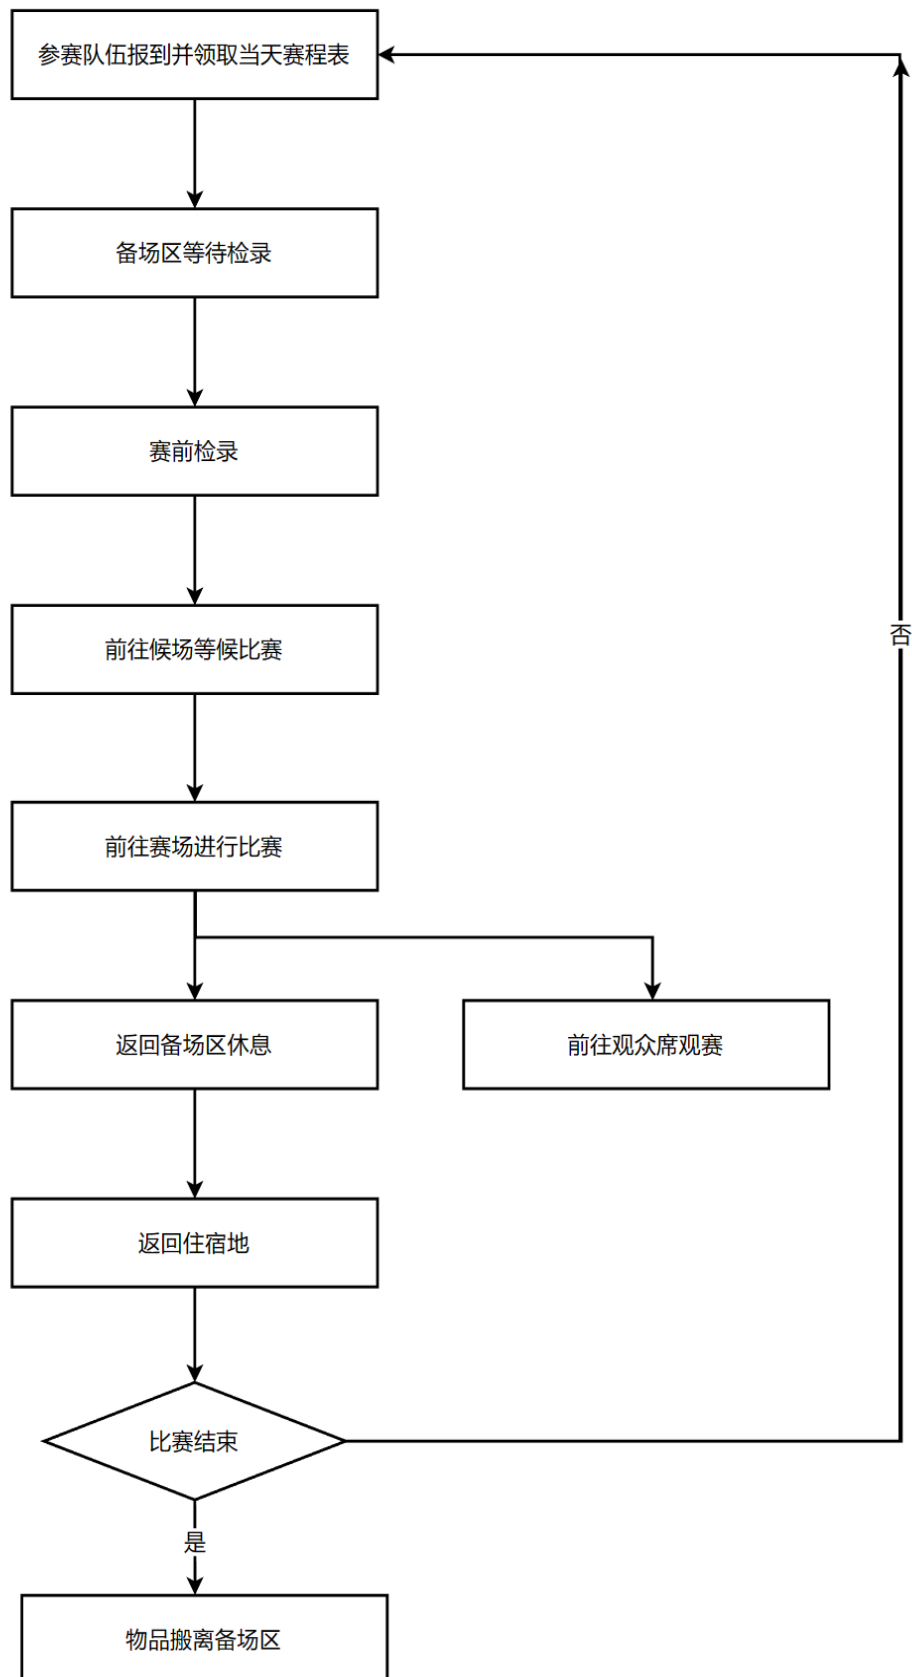 参赛队伍报到并领取当天赛程表
备场区等待检录
赛前检录
前往候场等候比赛
否
前往赛场进行比赛
返回备场区休息
前往观众席观赛
返回住宿地
比赛结束
是
物品搬离备场区